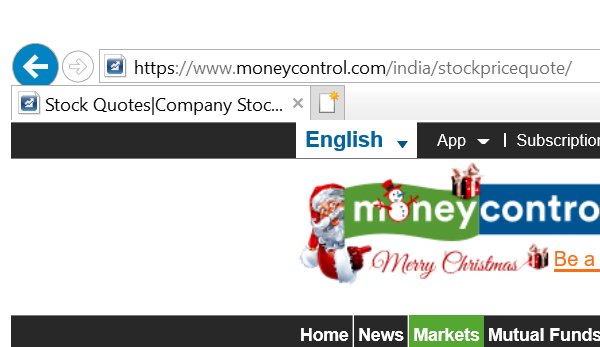 https://www.moneycontrol.com/india/stockpricequote/
Stock Quotes|Company Stoc...
English App Subscription
moneycontro
Merry Christmas Be a
Home News Markets Mutual Funds